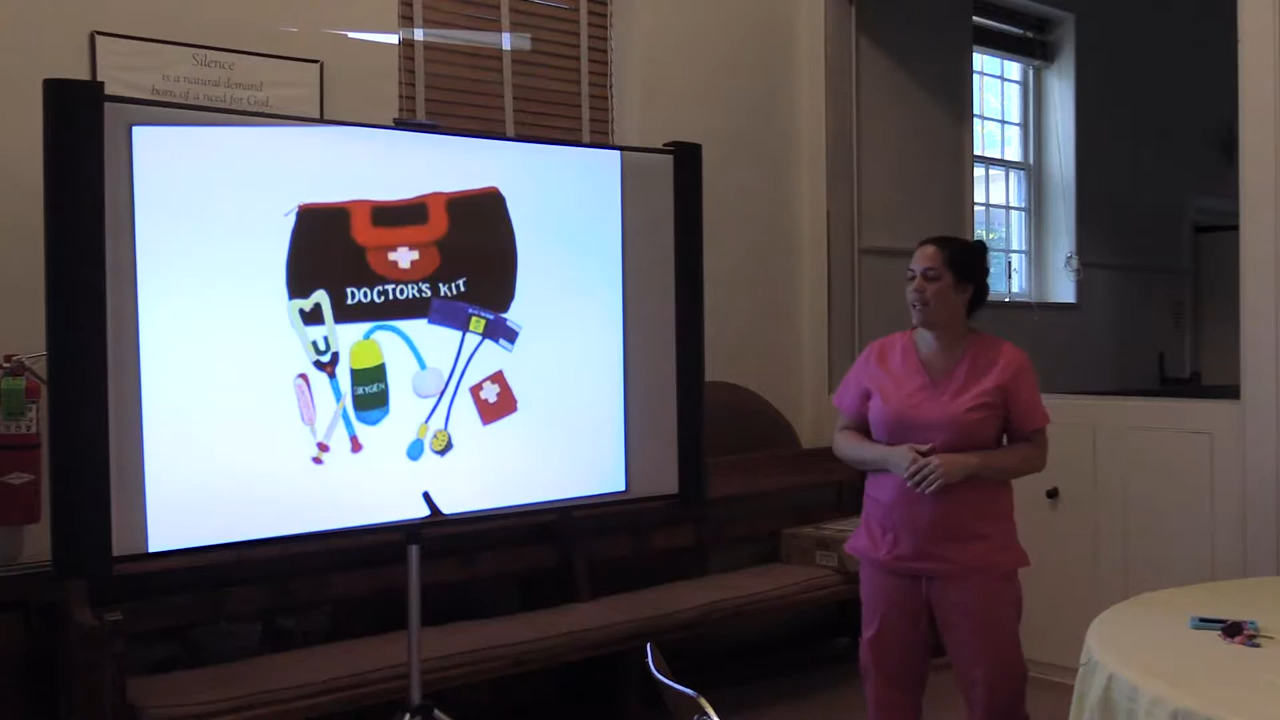 Silence
is a natural demand
born of a need for God,
DOCTOR'S KIT
OXYGEN